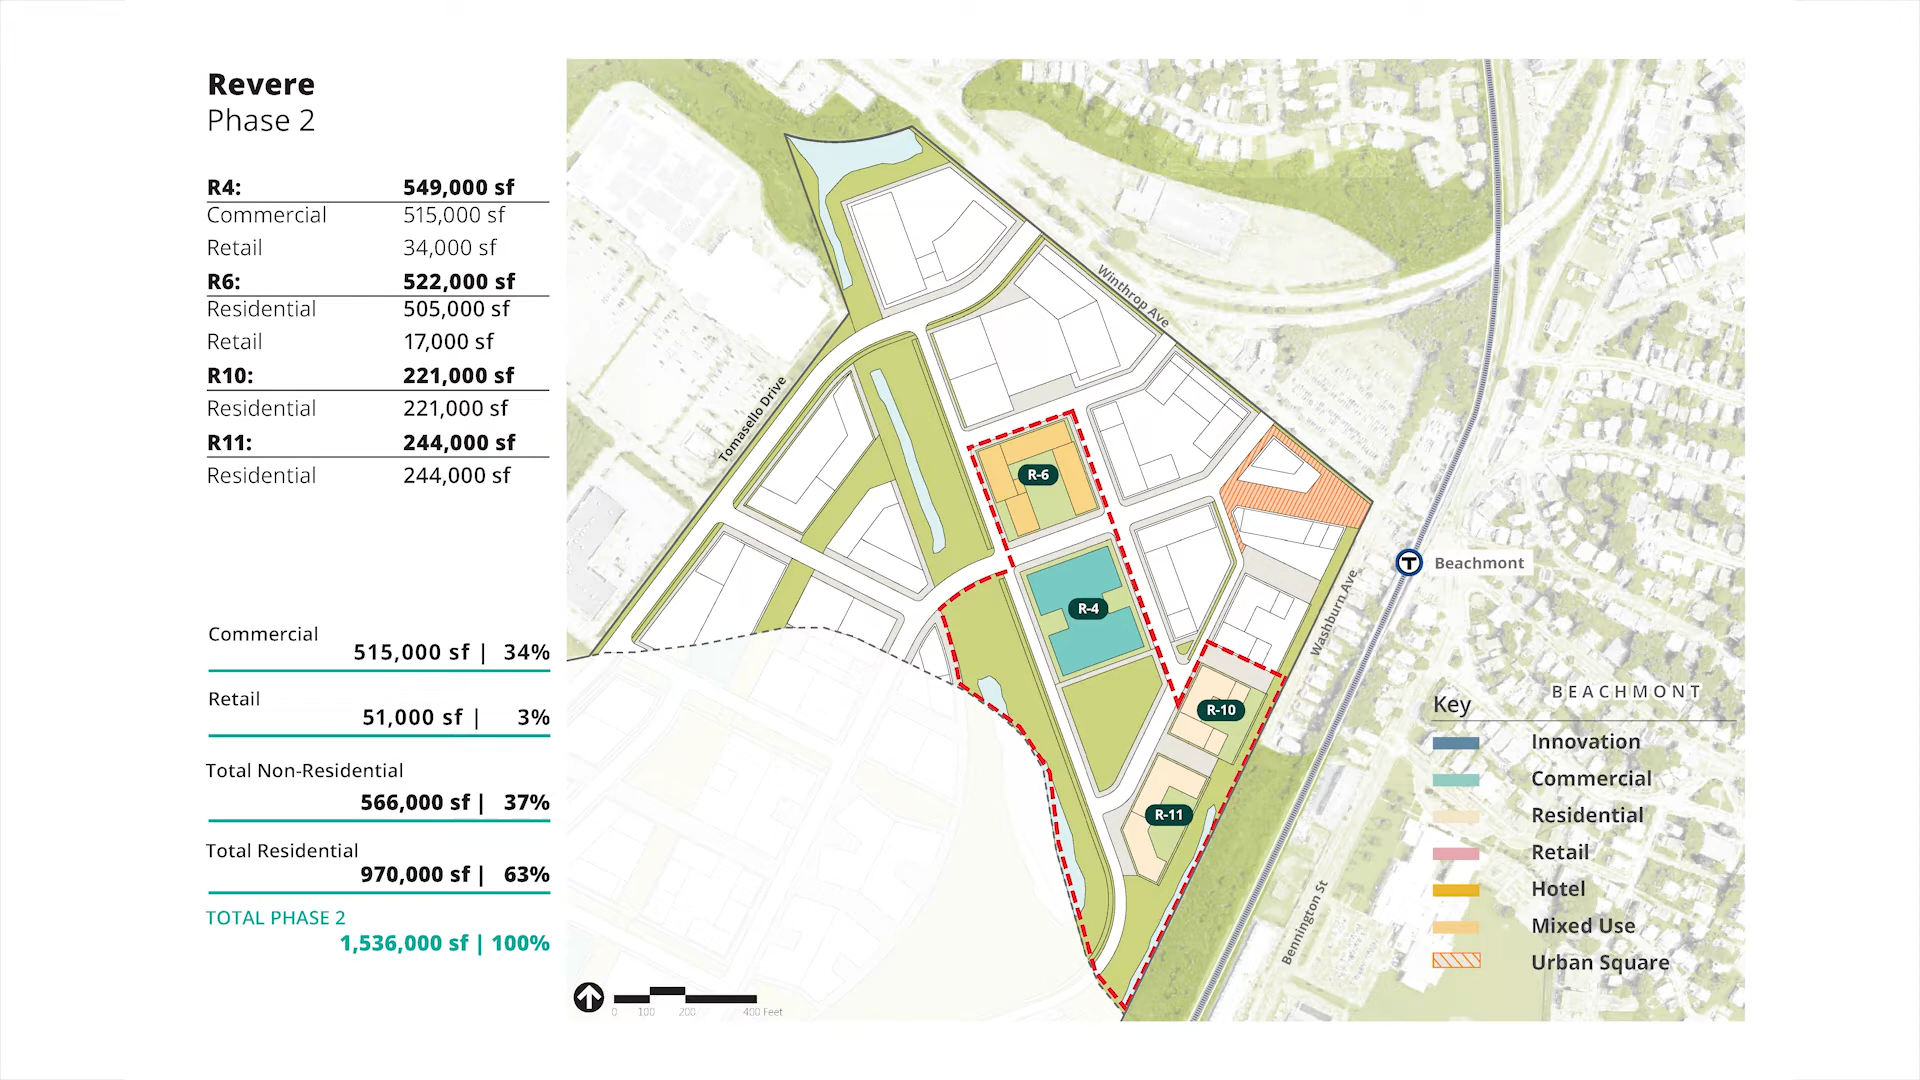 Revere
Phase 2
R4: 549,000 sf
Commercial 515,000 sf
Retail 34,000 sf
R6: 522,000 sf
Residential 505,000 sf
Retail 17,000 sf
R10: 221,000 sf
Residential 221,000 sf
R11: 244,000 sf
Residential 244,000 sf
Commercial
515,000 sf | 34%
Retail
51,000 sf | 3%
Total Non-Residential
566,000 sf | 37%
Total Residential
970,000 sf | 63%
TOTAL PHASE 2
1,536,000 sf | 100%
Winthrop Ave
Tomasello Drive
R-6
R-4
R-10
R-11
T Beachmont
Washburn Ave
Bennington St
BEACHMONT
Key
Innovation
Commercial
Residential
Retail
Hotel
Mixed Use
Urban Square
0 100 200 400 Feet